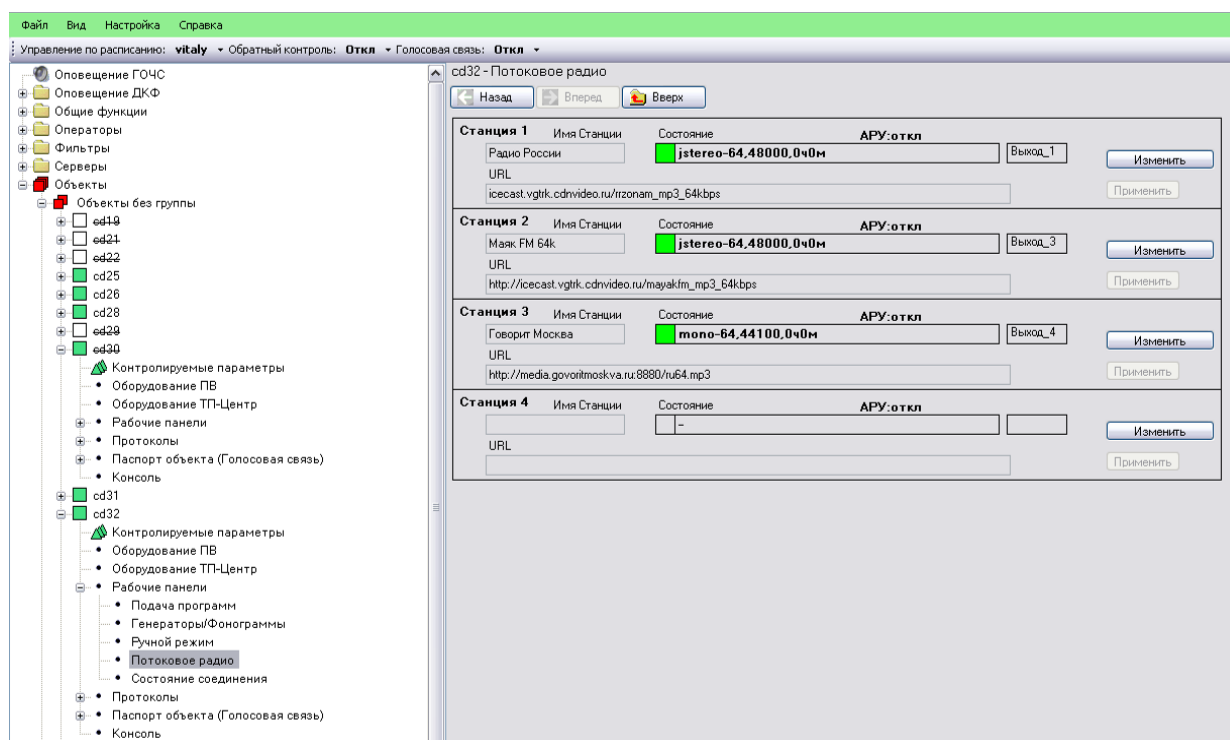 Файл Вид Настройка Справка
Управление по расписанию: vitaly Обратный контроль: Откл Голосовая связь: Откл
Оповещение ГОЧС
Оповещение ДКФ
Общие функции
Операторы
Фильтры
Серверы
Объекты
Объекты без группы
cd19
cd21
cd22
cd25
cd26
cd28
cd29
cd30
Контролируемые параметры
Оборудование ПВ
Оборудование ТП-Центр
Рабочие панели
Протоколы
Паспорт объекта (Голосовая связь)
Консоль
cd31
cd32
Контролируемые параметры
Оборудование ПВ
Оборудование ТП-Центр
Рабочие панели
Подача программ
Генераторы/Фонограммы
Ручной режим
Потоковое радио
Состояние соединения
Протоколы
Паспорт объекта (Голосовая связь)
Консоль
cd32 - Потоковое радио
Назад Вперед Вверх
Станция 1 Имя Станции Состояние АРУ:откл
Радио России jstereo-64,48000,0ч0м Выход_1 Изменить
URL
icecast.vgtrk.cdnvideo.ru/rrzonam_mp3_64kbps Применить
Станция 2 Имя Станции Состояние АРУ:откл
Маяк FM 64k jstereo-64,48000,0ч0м Выход_3 Изменить
URL
http://icecast.vgtrk.cdnvideo.ru/mayakfm_mp3_64kbps Применить
Станция 3 Имя Станции Состояние АРУ:откл
Говорит Москва mono-64,44100,0ч0м Выход_4 Изменить
URL
http://media.govoritmoskva.ru:8880/ru64.mp3 Применить
Станция 4 Имя Станции Состояние АРУ:откл
- Изменить
URL
Применить